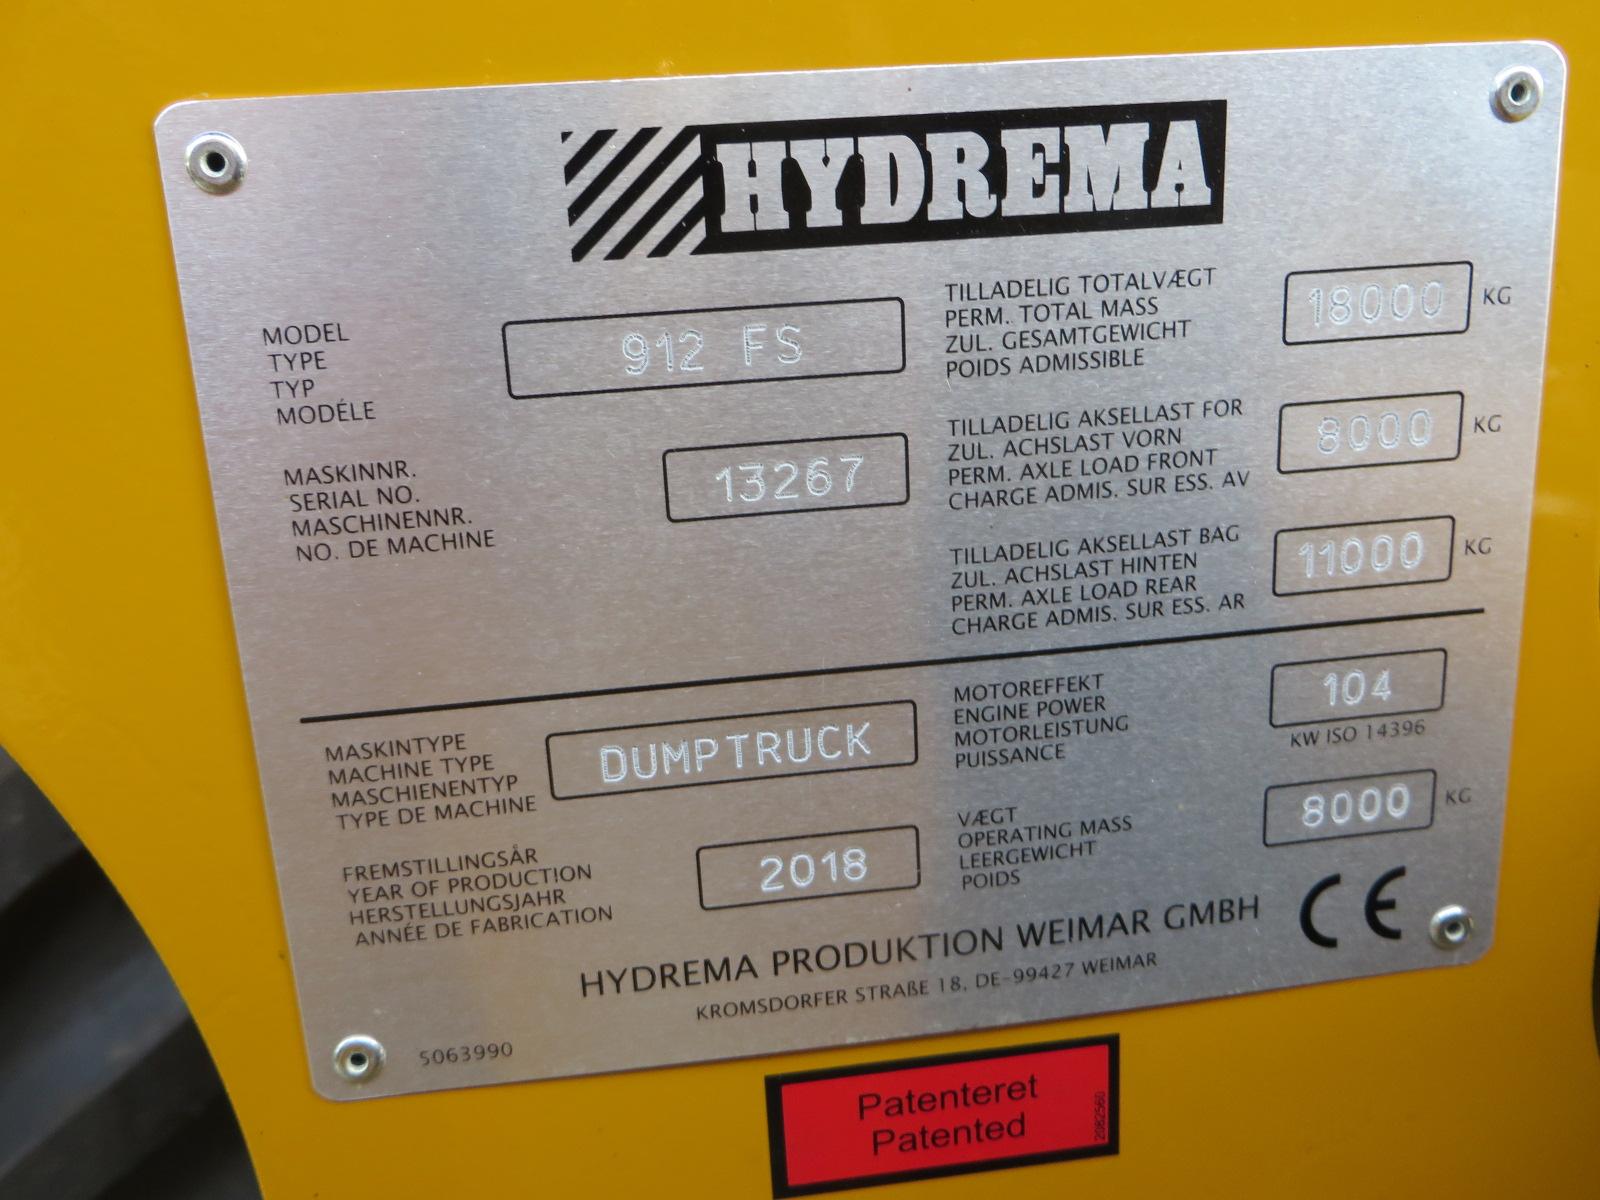 HYDREMA
MODEL
TYPE
TYP
MODÉLE
912 FS
MASKINNR.
SERIAL NO.
MASCHINENNR.
NO. DE MACHINE
13267
TILLADELIG TOTALVÆGT
PERM. TOTAL MASS
ZUL. GESAMTGEWICHT
POIDS ADMISSIBLE
18000 KG
TILLADELIG AKSELLAST FOR
ZUL. ACHSLAST VORN
PERM. AXLE LOAD FRONT
CHARGE ADMIS. SUR ESS. AV
8000 KG
TILLADELIG AKSELLAST BAG
ZUL. ACHSLAST HINTEN
PERM. AXLE LOAD REAR
CHARGE ADMIS. SUR ESS. AR
11000 KG
MASKINTYPE
MACHINE TYPE
MASCHIENENTYP
TYPE DE MACHINE
DUMPTRUCK
FREMSTILLINGSÅR
YEAR OF PRODUCTION
HERSTELLUNGSJAHR
ANNÉE DE FABRICATION
2018
MOTOREFFEKT
ENGINE POWER
MOTORLEISTUNG
PUISSANCE
104
KW ISO 14396
VÆGT
OPERATING MASS
LEERGEWICHT
POIDS
8000 KG
CE
HYDREMA PRODUKTION WEIMAR GMBH
KROMSDORFER STRAßE 18, DE-99427 WEIMAR
5063990
Patenteret
Patented
2082560